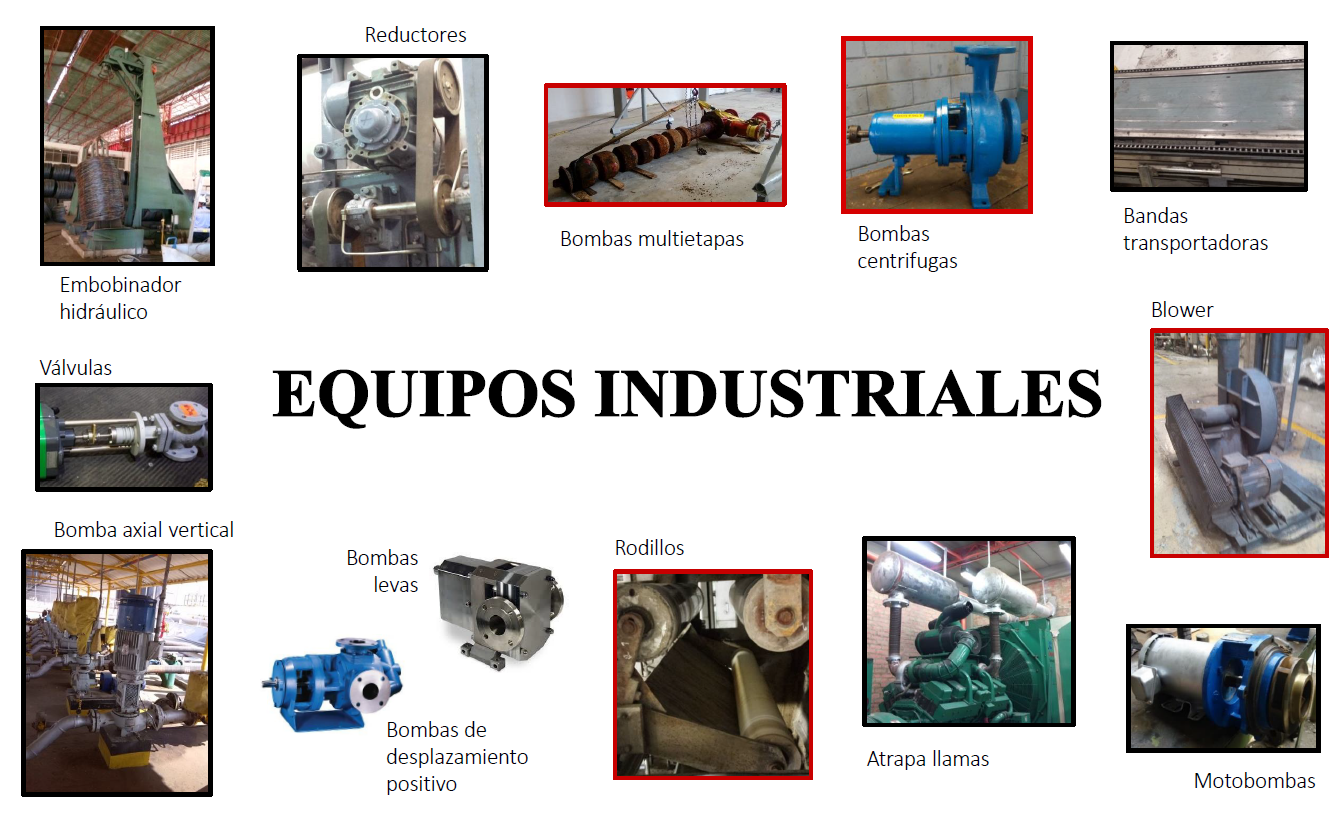 Reductores
Bombas multietapas
Bombas
centrifugas
Bandas
transportadoras
Embobinador
hidráulico
Blower
Válvulas
EQUIPOS INDUSTRIALES
Bomba axial vertical
Bombas
levas
Rodillos
Bombas de
desplazamiento
positivo
Atrapa llamas
Motobombas